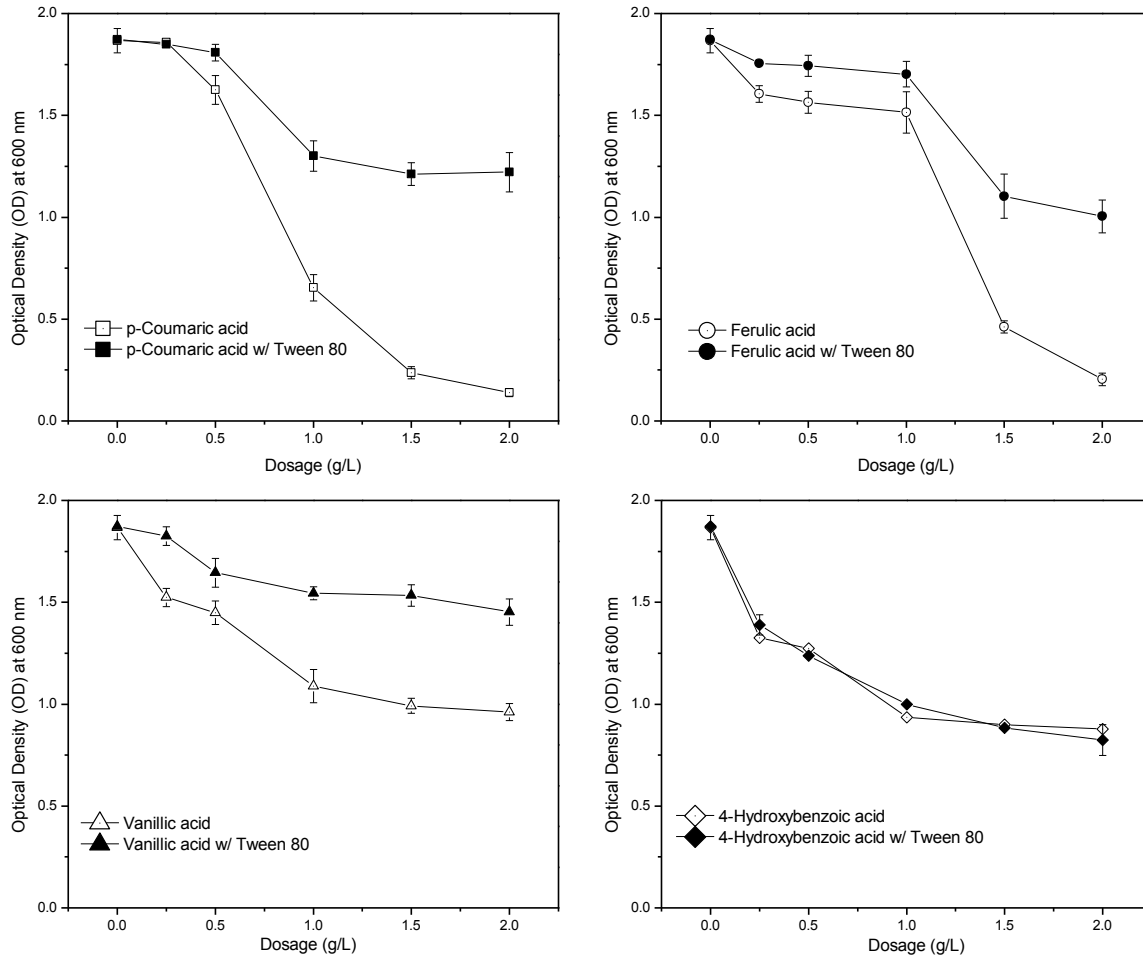 2.0
1.5
1.0
0.5
0.0
Optical Density (OD) at 600 nm
p-Coumaric acid
p-Coumaric acid w/ Tween 80
0.0 0.5 1.0 1.5 2.0
Dosage (g/L)
2.0
1.5
1.0
0.5
0.0
Optical Density (OD) at 600 nm
Ferulic acid
Ferulic acid w/ Tween 80
0.0 0.5 1.0 1.5 2.0
Dosage (g/L)
2.0
1.5
1.0
0.5
0.0
Optical Density (OD) at 600 nm
Vanillic acid
Vanillic acid w/ Tween 80
0.0 0.5 1.0 1.5 2.0
Dosage (g/L)
2.0
1.5
1.0
0.5
0.0
Optical Density (OD) at 600 nm
4-Hydroxybenzoic acid
4-Hydroxybenzoic acid w/ Tween 80
0.0 0.5 1.0 1.5 2.0
Dosage (g/L)